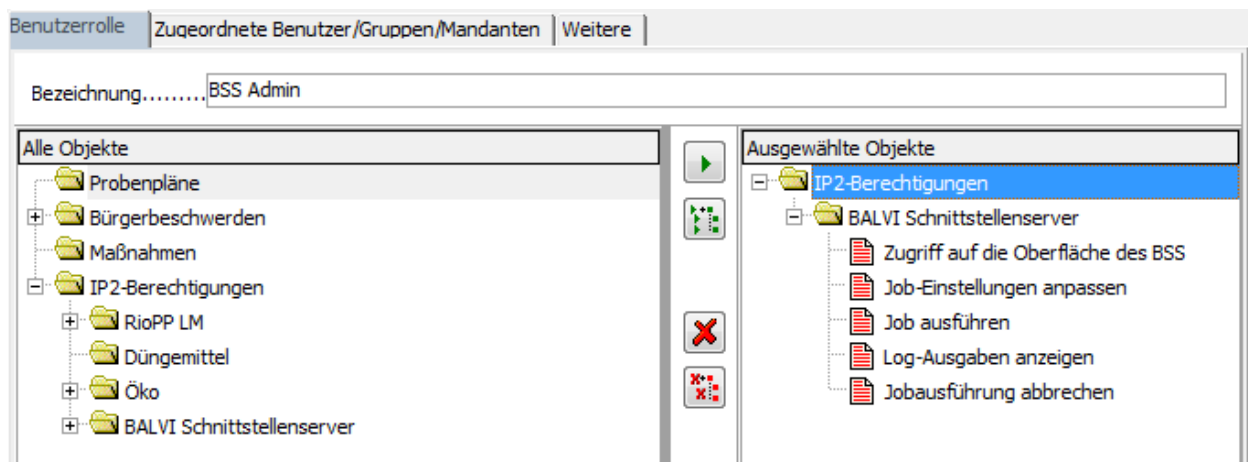 Benutzerrolle Zugeordnete Benutzer/Gruppen/Mandanten Weitere
Bezeichnung......... BSS Admin
Alle Objekte
Probenpläne
Bürgerbeschwerden
Maßnahmen
IP2-Berechtigungen
RioPP LM
Düngemittel
Öko
BALVI Schnittstellenserver
Ausgewählte Objekte
IP2-Berechtigungen
BALVI Schnittstellenserver
Zugriff auf die Oberfläche des BSS
Job-Einstellungen anpassen
Job ausführen
Log-Ausgaben anzeigen
Jobausführung abbrechen